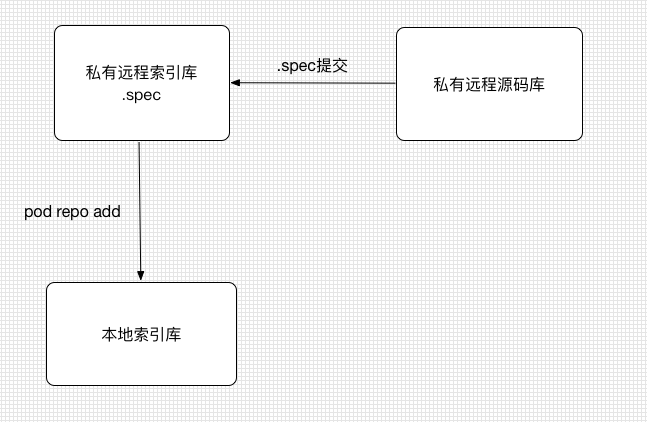 私有远程索引库
.spec
.spec提交
私有远程源码库
pod repo add
本地索引库